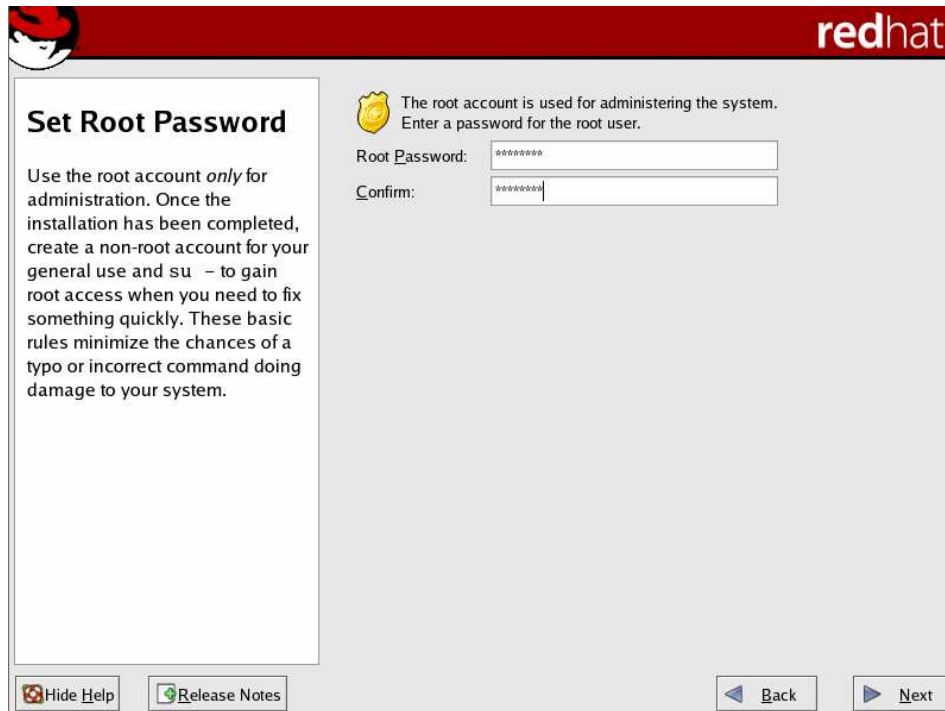 redhat
Set Root Password
Use the root account only for
administration. Once the
installation has been completed,
create a non-root account for your
general use and su - to gain
root access when you need to fix
something quickly. These basic
rules minimize the chances of a
typo or incorrect command doing
damage to your system.
The root account is used for administering the system.
Enter a password for the root user.
Root Password: ********
Confirm: ********
Hide Help Release Notes Back Next